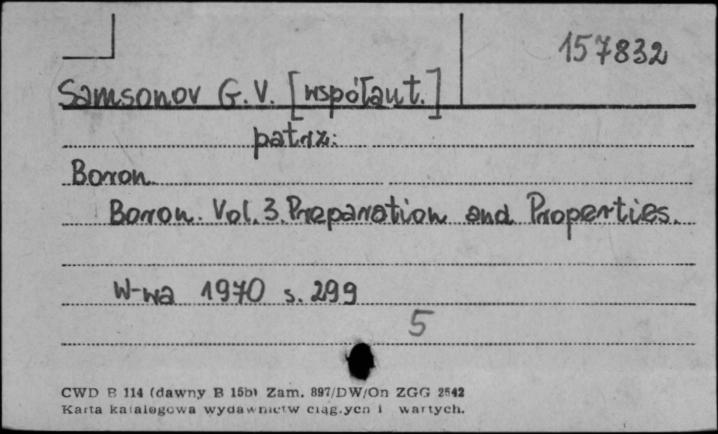 157832
Samsonov G.V. [współaut.]
patrz:
Boron
Boron. Vol. 3. Preparation and Properties.
W-wa 1970 s. 299
5
CWD B 114 (dawny B 15b) Zam. 897/DW/On ZGG 2542
Karta katalogowa wydawnictw ciąg.ych i wartych.